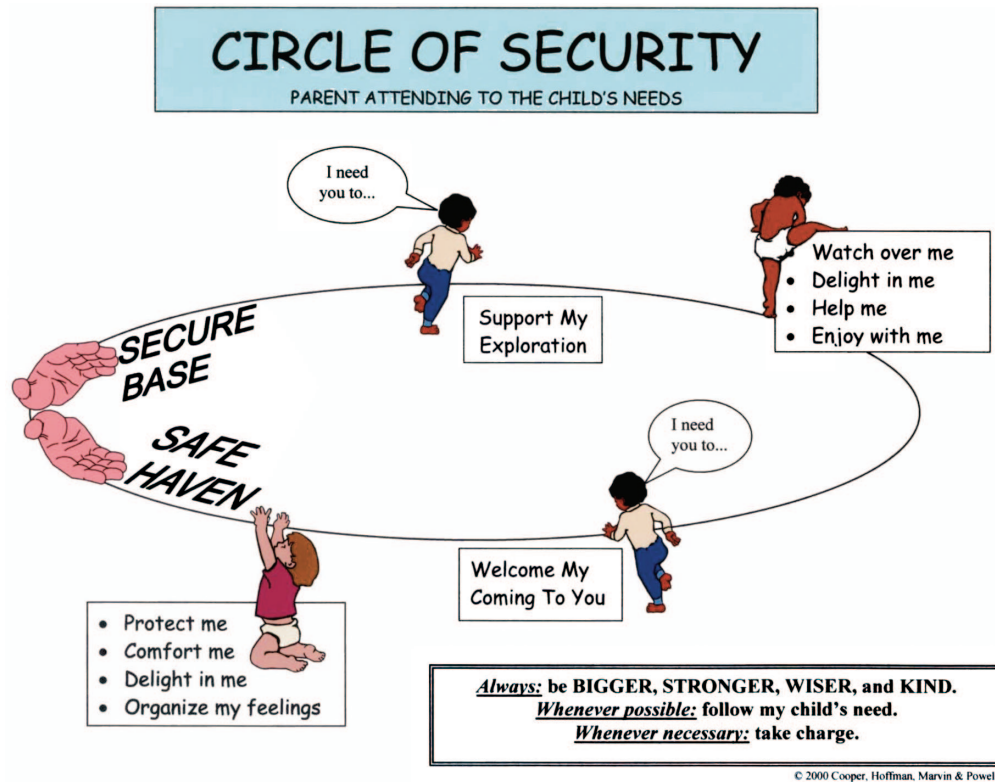 CIRCLE OF SECURITY
PARENT ATTENDING TO THE CHILD'S NEEDS
I need
you to...
• Watch over me
• Delight in me
• Help me
• Enjoy with me
Support My
Exploration
SECURE
BASE
SAFE
HAVEN
I need
you to...
Welcome My
Coming To You
• Protect me
• Comfort me
• Delight in me
• Organize my feelings
Always: be BIGGER, STRONGER, WISER, and KIND.
Whenever possible: follow my child's need.
Whenever necessary: take charge.
© 2000 Cooper, Hoffman, Marvin & Powel